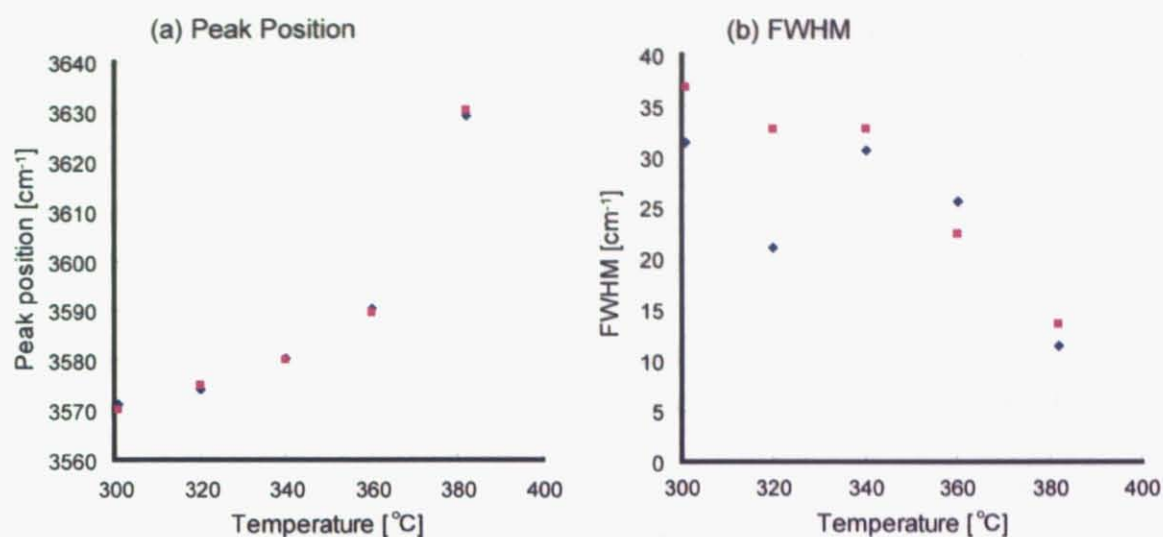 (a) Peak Position
Peak position [cm-1]
3640
3630
3620
3610
3600
3590
3580
3570
3560
300 320 340 360 380 400
Temperature [°C]
(b) FWHM
FWHM [cm-1]
40
35
30
25
20
15
10
5
0
300 320 340 360 380 400
Temperature [°C]